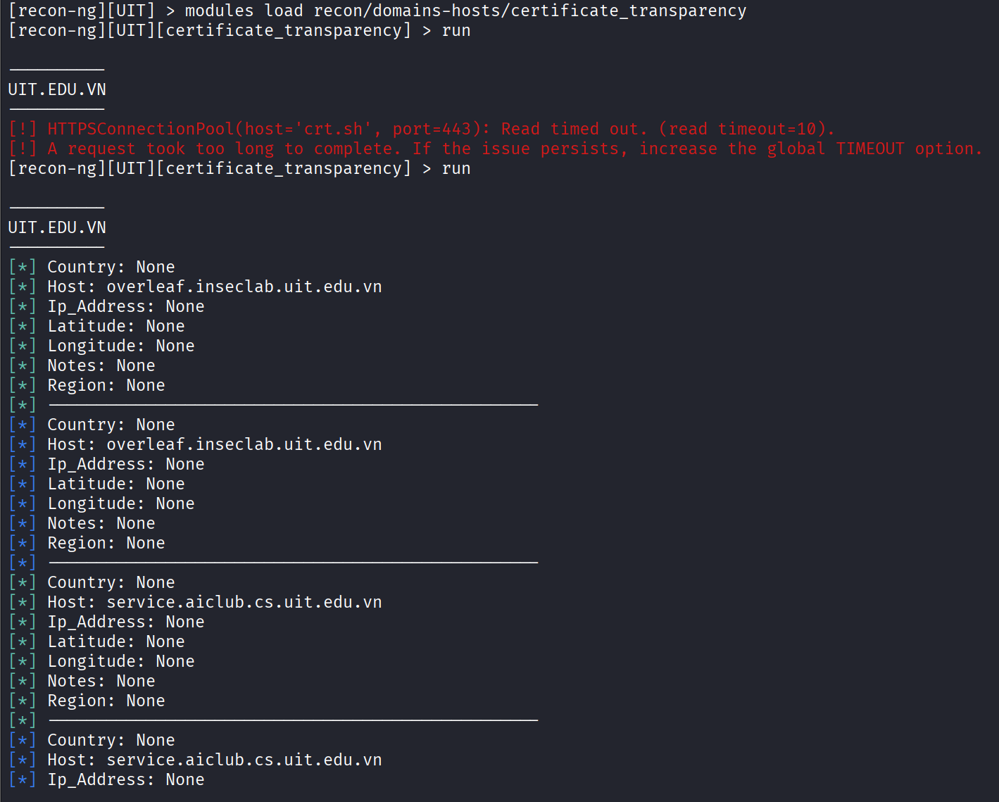 [recon-ng][UIT] > modules load recon/domains-hosts/certificate_transparency
[recon-ng][UIT][certificate_transparency] > run
---------
UIT.EDU.VN
---------
[!] HTTPSConnectionPool(host='crt.sh', port=443): Read timed out. (read timeout=10).
[!] A request took too long to complete. If the issue persists, increase the global TIMEOUT option.
[recon-ng][UIT][certificate_transparency] > run
---------
UIT.EDU.VN
---------
[*] Country: None
[*] Host: overleaf.inseclab.uit.edu.vn
[*] Ip_Address: None
[*] Latitude: None
[*] Longitude: None
[*] Notes: None
[*] Region: None
[*] --------------------------------------------------
[*] Country: None
[*] Host: overleaf.inseclab.uit.edu.vn
[*] Ip_Address: None
[*] Latitude: None
[*] Longitude: None
[*] Notes: None
[*] Region: None
[*] --------------------------------------------------
[*] Country: None
[*] Host: service.aiclub.cs.uit.edu.vn
[*] Ip_Address: None
[*] Latitude: None
[*] Longitude: None
[*] Notes: None
[*] Region: None
[*] --------------------------------------------------
[*] Country: None
[*] Host: service.aiclub.cs.uit.edu.vn
[*] Ip_Address: None